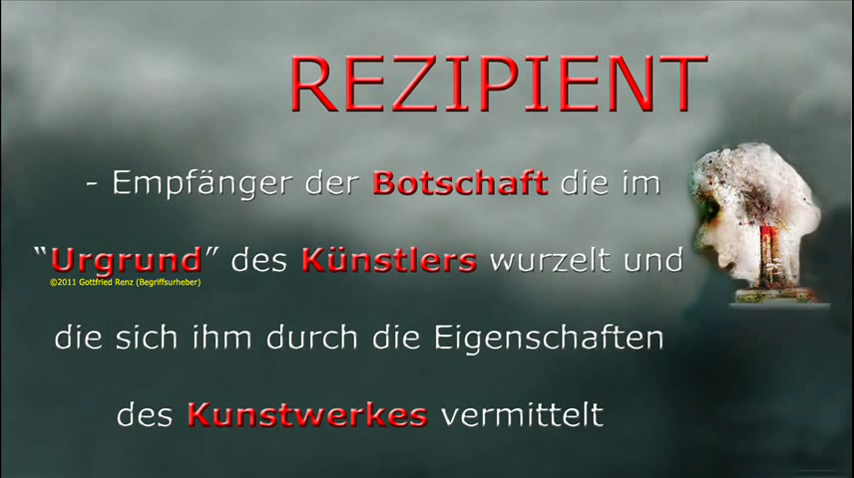 REZIPIENT
- Empfänger der Botschaft die im
“Urgrund” des Künstlers wurzelt und
©2011 Gottfried Renz (Begriffsurheber)
die sich ihm durch die Eigenschaften
des Kunstwerkes vermittelt